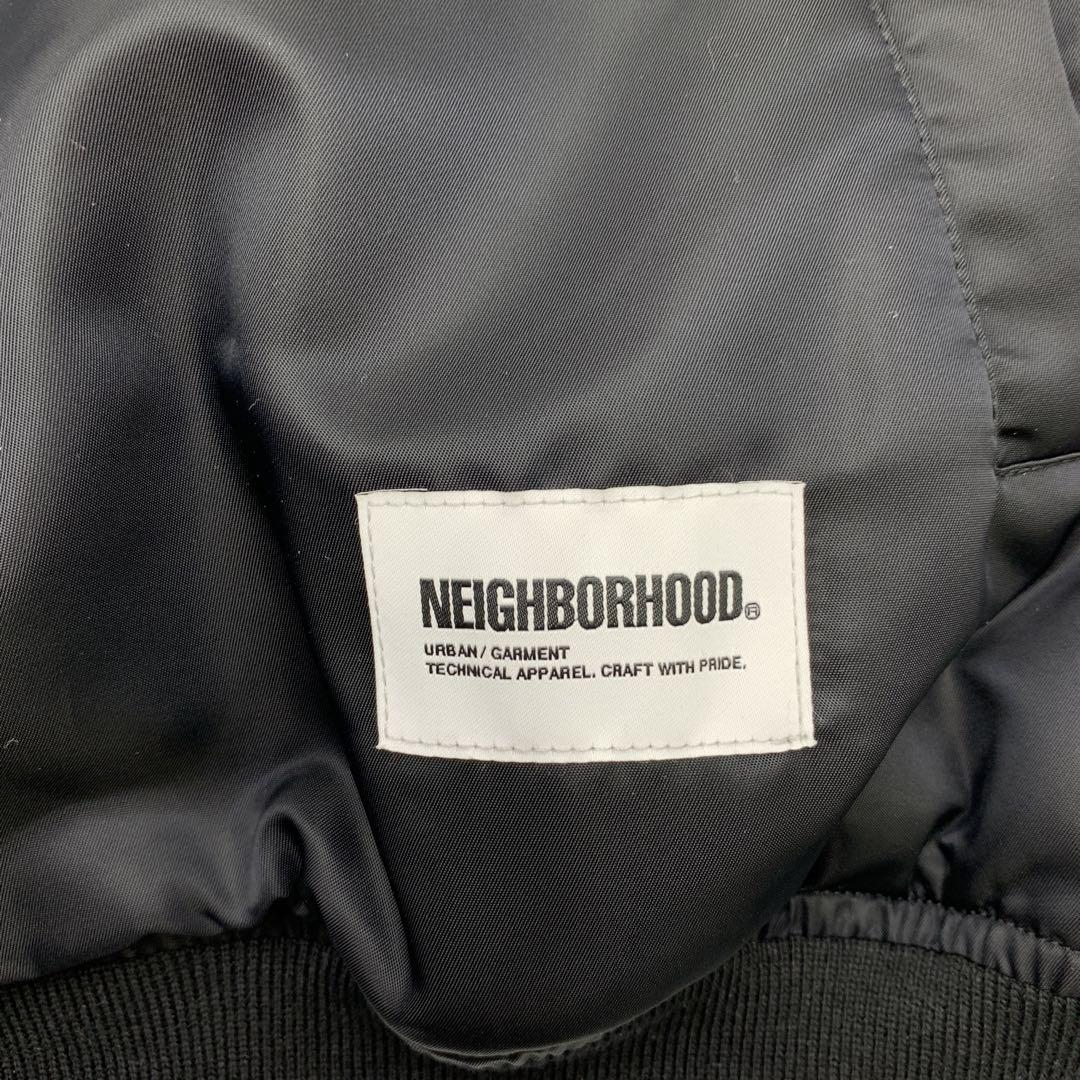 NEIGHBORHOOD®
URBAN / GARMENT
TECHNICAL APPAREL. CRAFT WITH PRIDE.